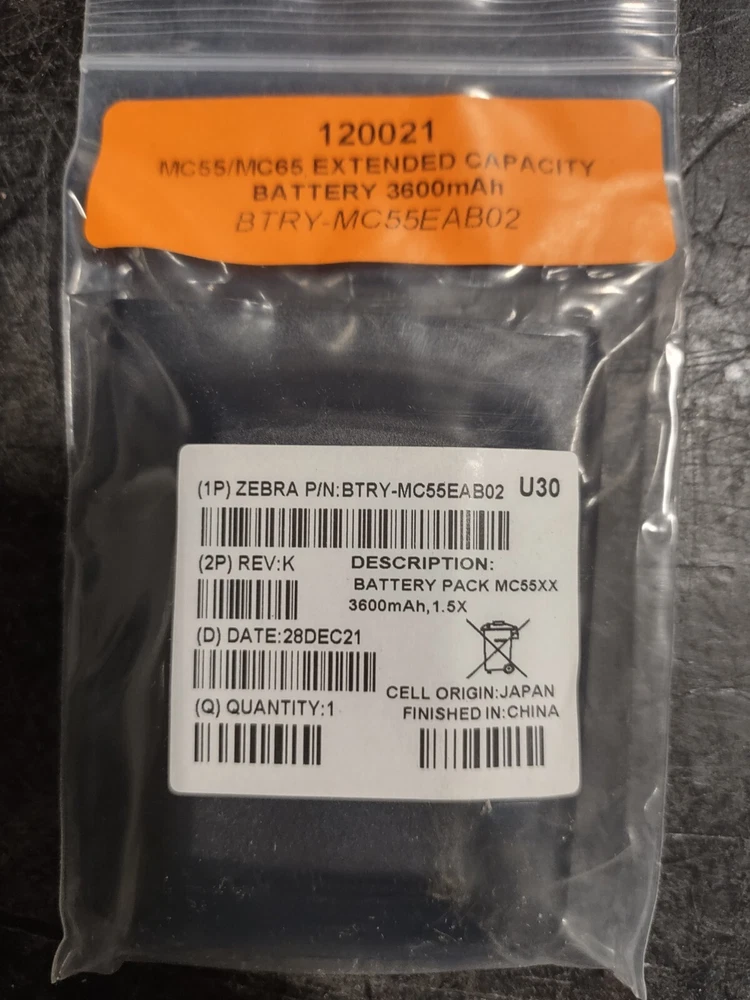 120021
MC55/MC65 EXTENDED CAPACITY
BATTERY 3600mAh
BTRY-MC55EAB02
(1P) ZEBRA P/N:BTRY-MC55EAB02 U30
(2P) REV:K
DESCRIPTION:
BATTERY PACK MC55XX
3600mAh,1.5X
(D) DATE:28DEC21
(Q) QUANTITY:1
CELL ORIGIN:JAPAN
FINISHED IN:CHINA